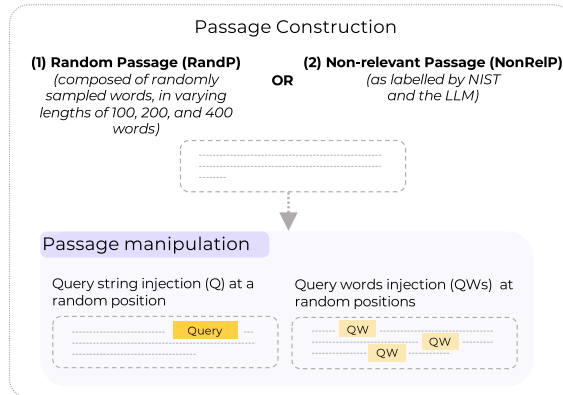 Passage Construction
(1) Random Passage (RandP)
(composed of randomly
sampled words, in varying
lengths of 100, 200, and 400
words)
OR
(2) Non-relevant Passage (NonRelP)
(as labelled by NIST
and the LLM)
Passage manipulation
Query string injection (Q) at a
random position
Query
Query words injection (QWs) at
random positions
QW
QW
QW